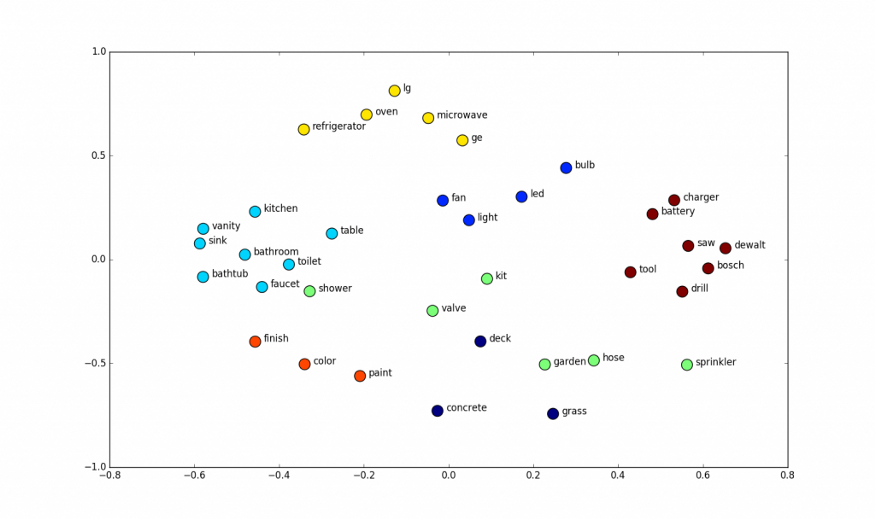 1.0
lg
oven
microwave
refrigerator
ge
0.5
bulb
led
fan
charger
kitchen
battery
light
vanity
table
sink
saw
dewalt
bathroom
0.0
toilet
bosch
tool
bathtub
kit
faucet
shower
drill
valve
finish
deck
−0.5
color
garden
hose
sprinkler
paint
concrete
grass
−1.0
−0.8 −0.6 −0.4 −0.2 0.0 0.2 0.4 0.6 0.8